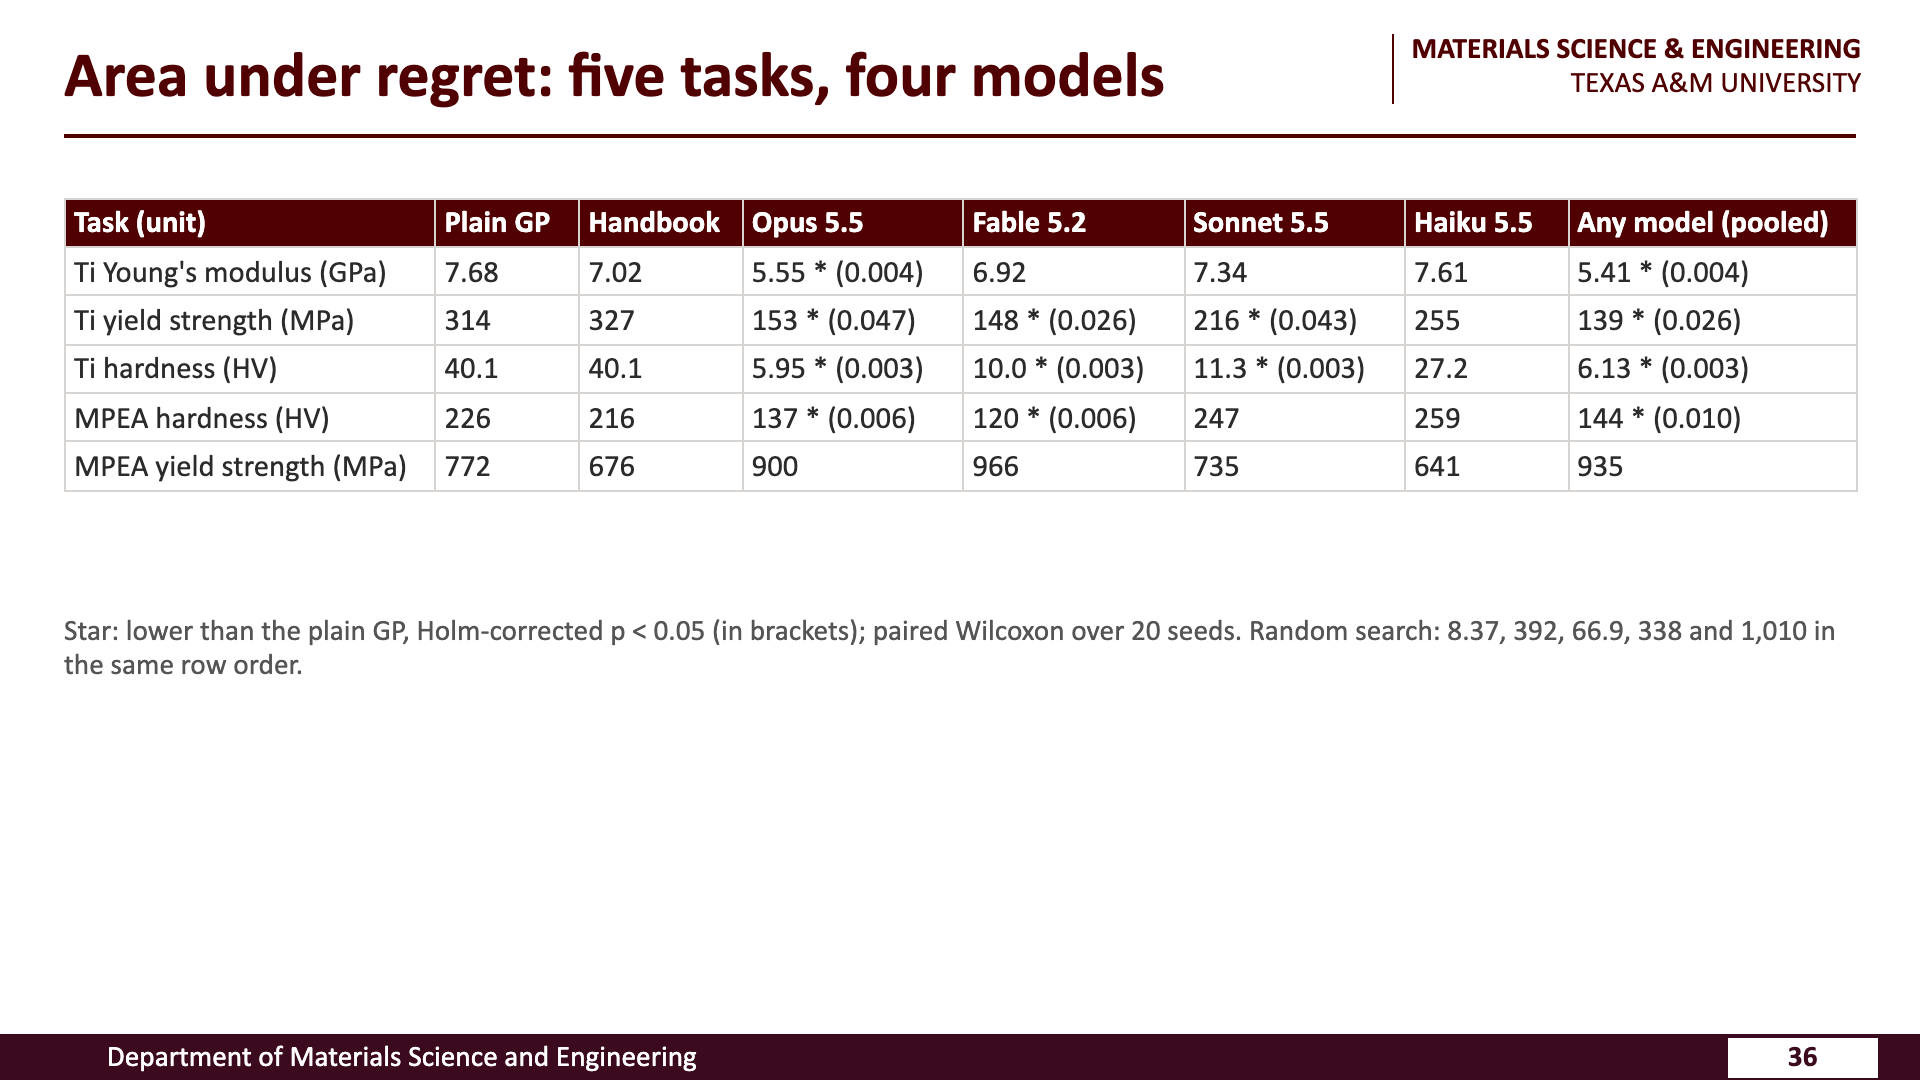 Area under regret: five tasks, four models
MATERIALS SCIENCE & ENGINEERING
TEXAS A&M UNIVERSITY
Task (unit) Plain GP Handbook Opus 5.5 Fable 5.2 Sonnet 5.5 Haiku 5.5 Any model (pooled)
Ti Young's modulus (GPa) 7.68 7.02 5.55 * (0.004) 6.92 7.34 7.61 5.41 * (0.004)
Ti yield strength (MPa) 314 327 153 * (0.047) 148 * (0.026) 216 * (0.043) 255 139 * (0.026)
Ti hardness (HV) 40.1 40.1 5.95 * (0.003) 10.0 * (0.003) 11.3 * (0.003) 27.2 6.13 * (0.003)
MPEA hardness (HV) 226 216 137 * (0.006) 120 * (0.006) 247 259 144 * (0.010)
MPEA yield strength (MPa) 772 676 900 966 735 641 935
Star: lower than the plain GP, Holm-corrected p < 0.05 (in brackets); paired Wilcoxon over 20 seeds. Random search: 8.37, 392, 66.9, 338 and 1,010 in
the same row order.
Department of Materials Science and Engineering
36